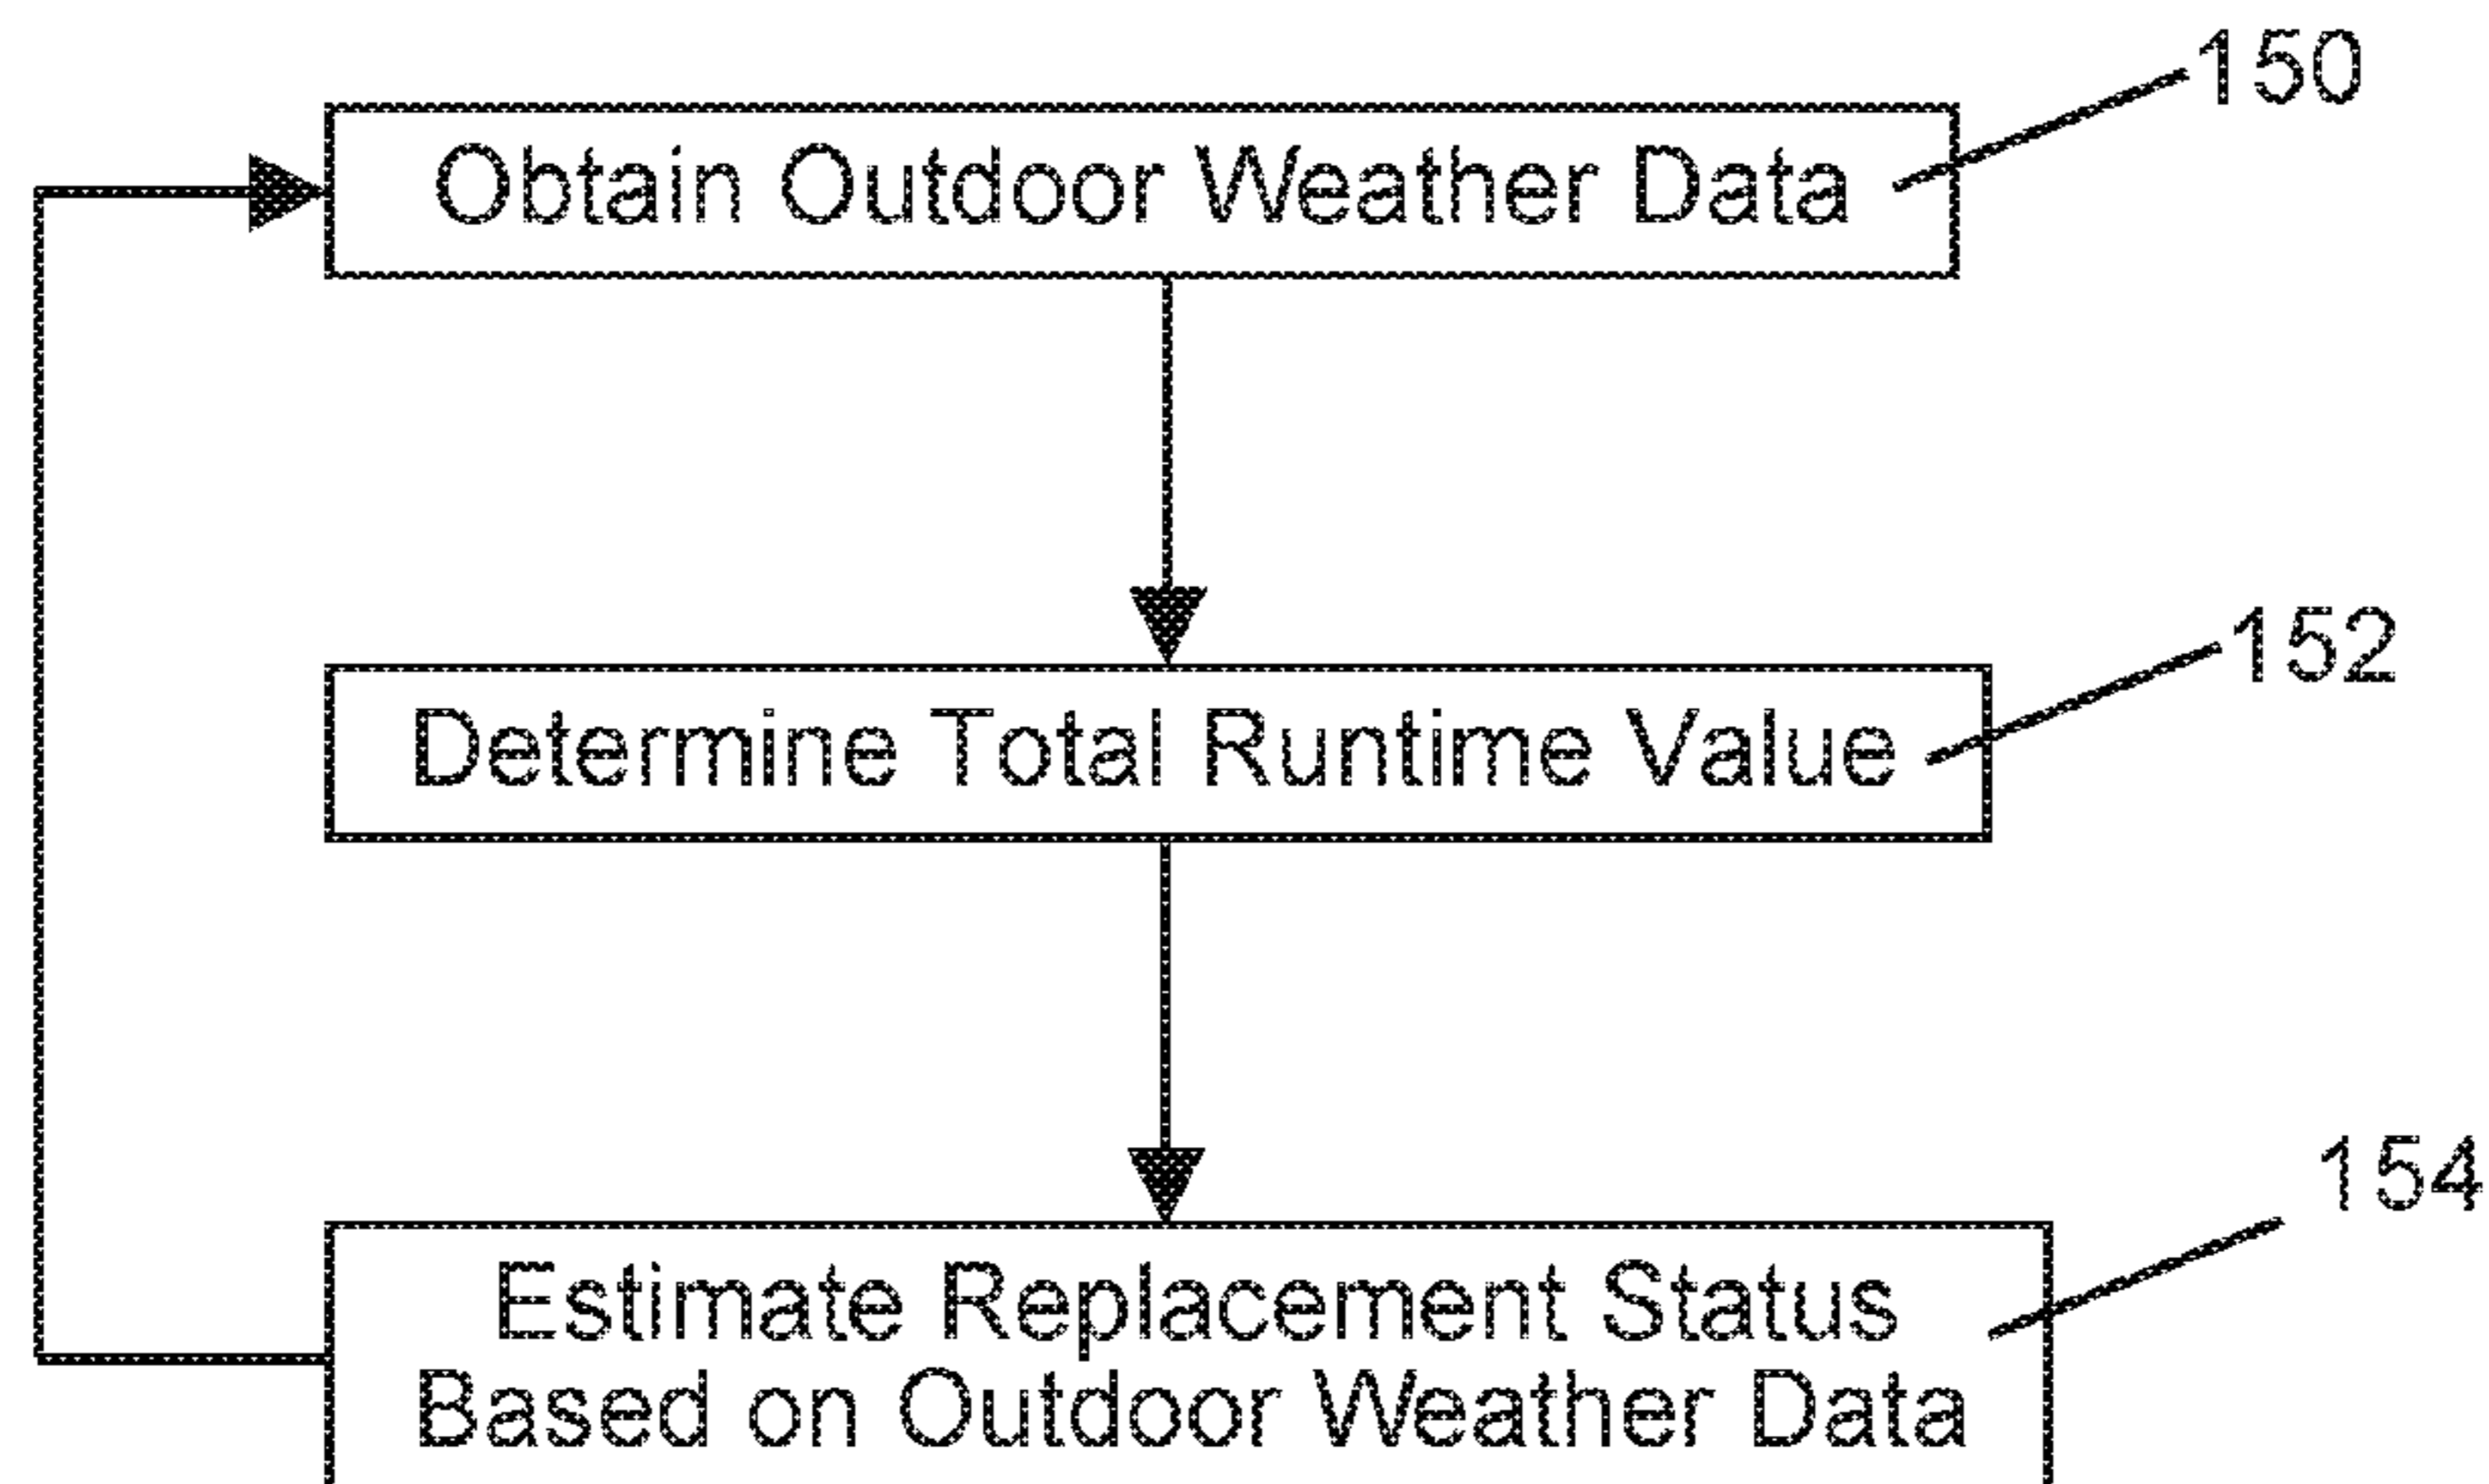 150
Obtain Outdoor Weather Data
152
Determine Total Runtime Value
154
Estimate Replacement Status
Based on Outdoor Weather Data